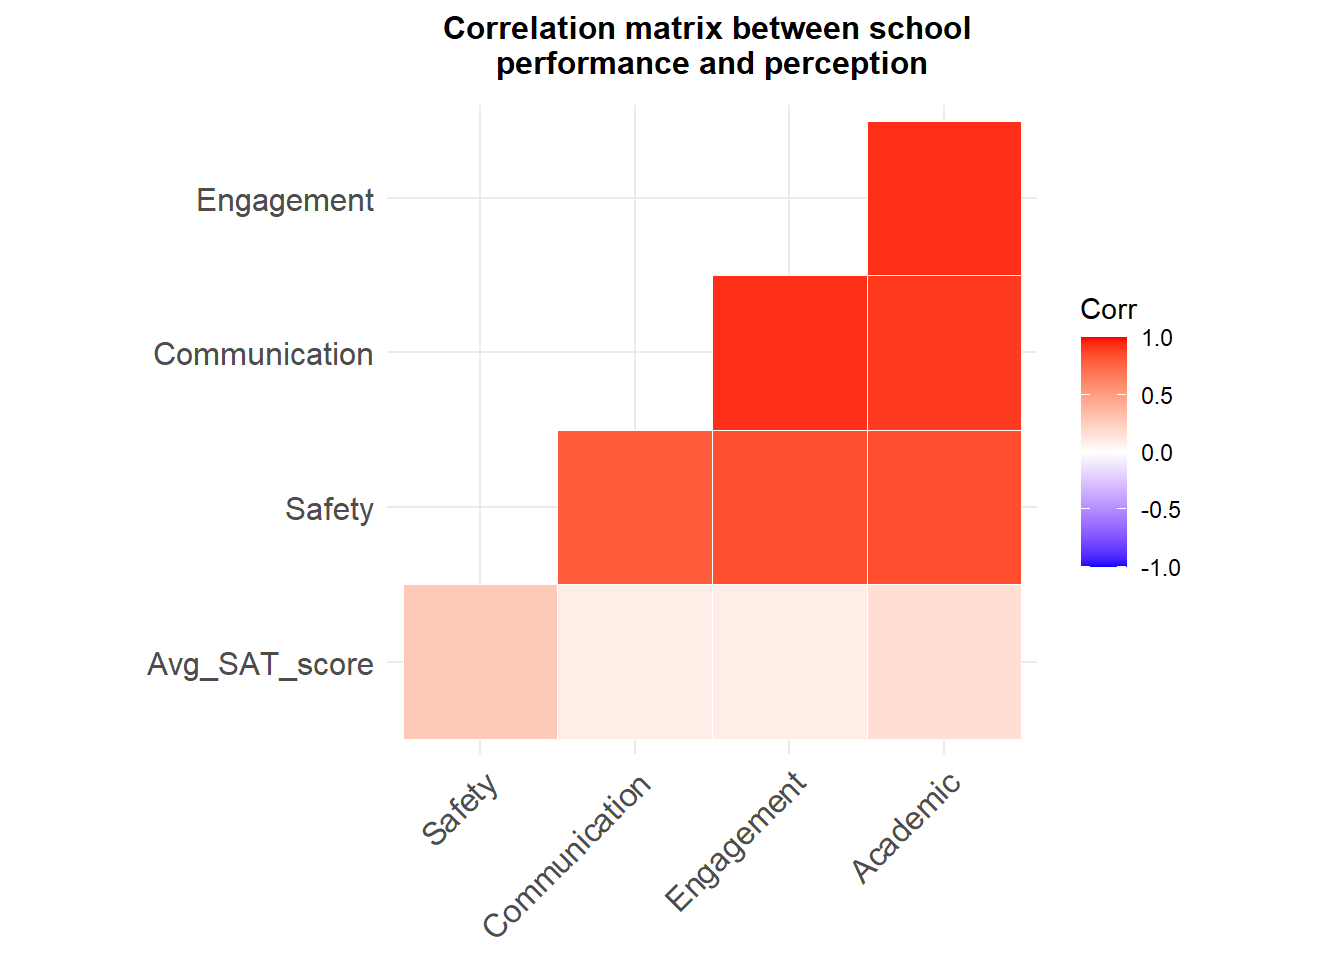 Correlation matrix between school
performance and perception
Engagement
Communication
Safety
Avg_SAT_score
Safety
Communication
Engagement
Academic
Corr
1.0
0.5
0.0
-0.5
-1.0